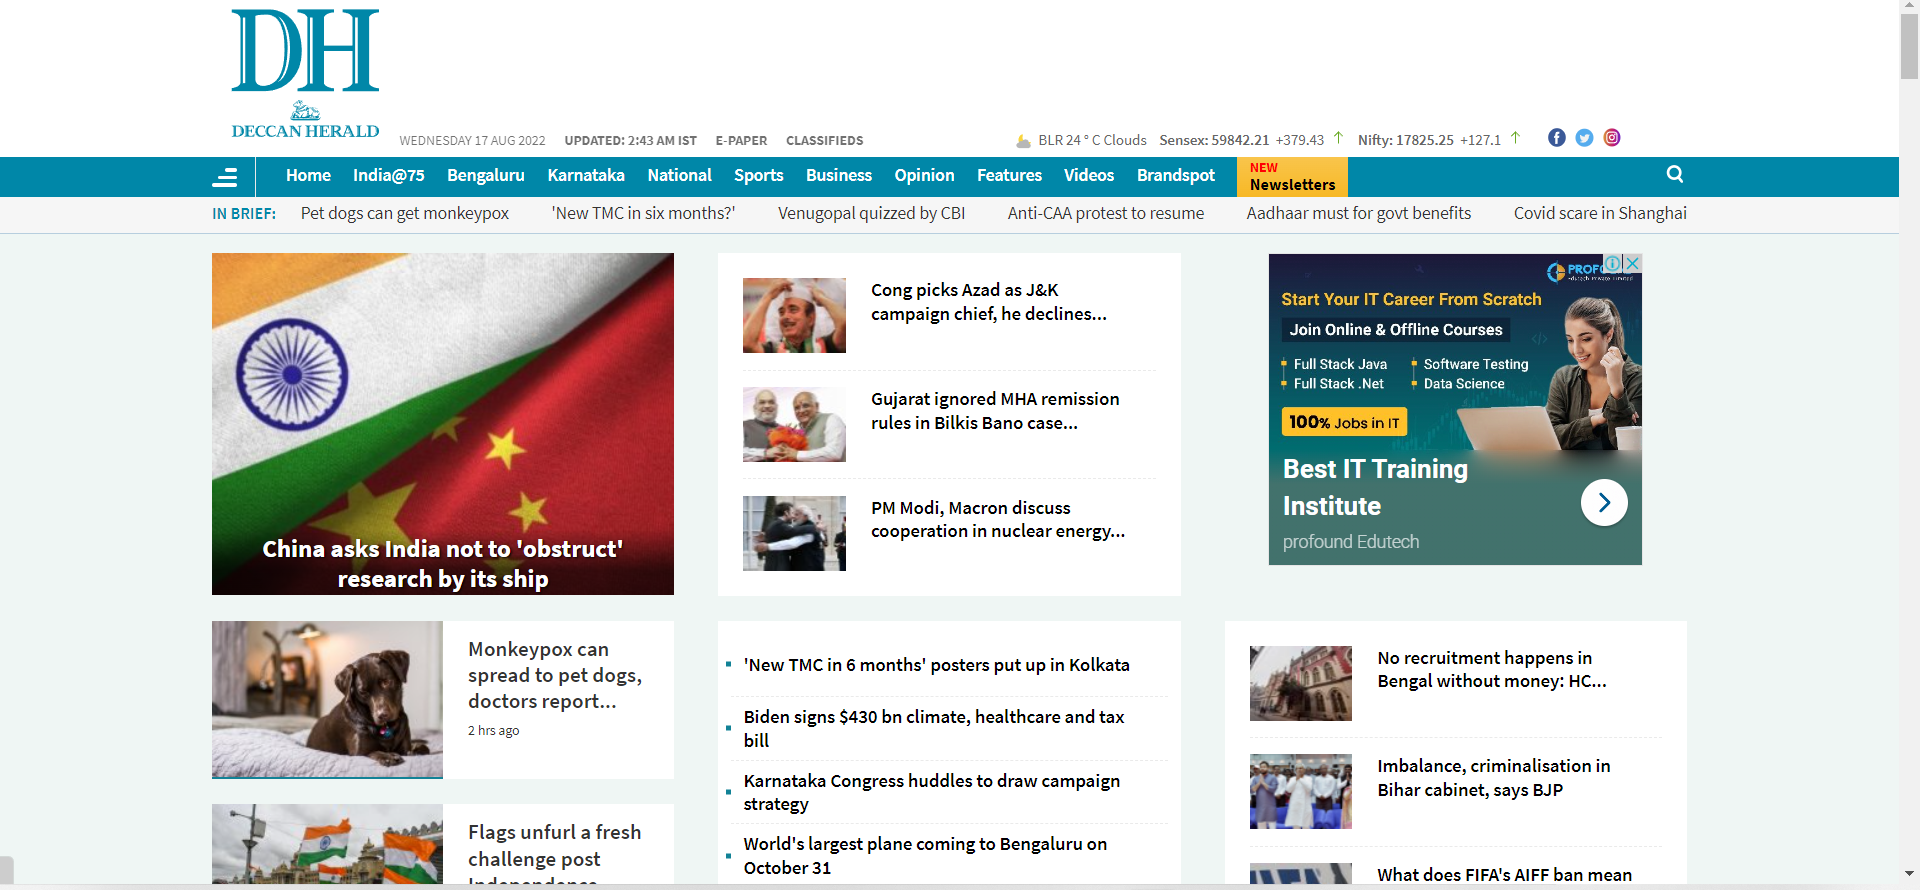 DH
DECCAN HERALD
WEDNESDAY 17 AUG 2022 UPDATED: 2:43 AM IST E-PAPER CLASSIFIEDS
BLR 24 ° C Clouds Sensex: 59842.21 +379.43 Nifty: 17825.25 +127.1
Home India@75 Bengaluru Karnataka National Sports Business Opinion Features Videos Brandspot NEW
Newsletters
IN BRIEF: Pet dogs can get monkeypox 'New TMC in six months?' Venugopal quizzed by CBI Anti-CAA protest to resume Aadhaar must for govt benefits Covid scare in Shanghai
China asks India not to 'obstruct'
research by its ship
Cong picks Azad as J&K
campaign chief, he declines...
Gujarat ignored MHA remission
rules in Bilkis Bano case...
PM Modi, Macron discuss
cooperation in nuclear energy...
Start Your IT Career From Scratch
Join Online & Offline Courses
Full Stack Java Software Testing
Full Stack .Net Data Science
100% Jobs in IT
Best IT Training
Institute
profound Edutech
Monkeypox can
spread to pet dogs,
doctors report...
2 hrs ago
Flags unfurl a fresh
challenge post
'New TMC in 6 months' posters put up in Kolkata
Biden signs $430 bn climate, healthcare and tax
bill
Karnataka Congress huddles to draw campaign
strategy
World's largest plane coming to Bengaluru on
October 31
No recruitment happens in
Bengal without money: HC...
Imbalance, criminalisation in
Bihar cabinet, says BJP
What does FIFA's AIFF ban mean